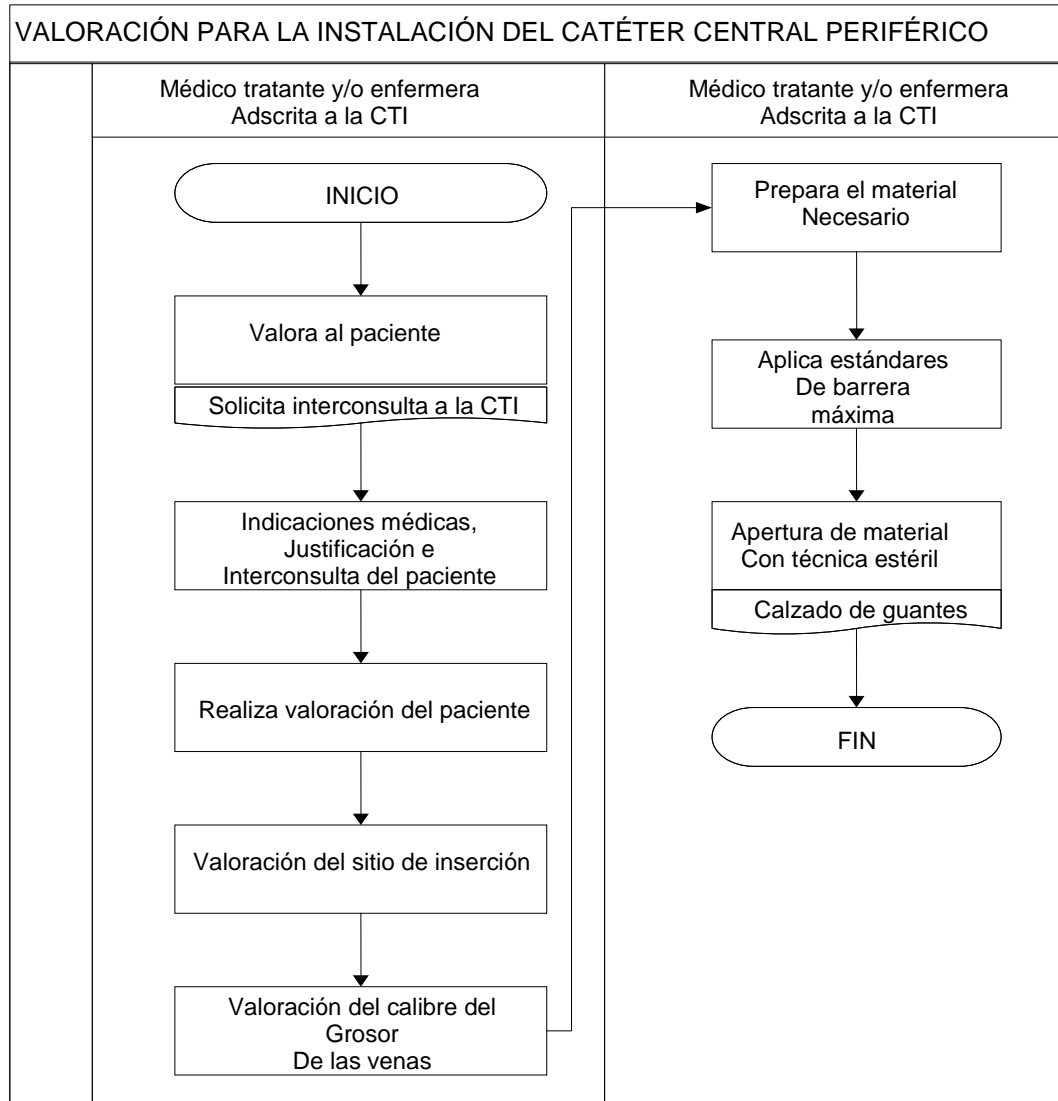 VALORACIÓN PARA LA INSTALACIÓN DEL CATÉTER CENTRAL PERIFÉRICO
Médico tratante y/o enfermera
Adscrita a la CTI
INICIO
Valora al paciente
Solicita interconsulta a la CTI
Indicaciones médicas,
Justificación e
Interconsulta del paciente
Realiza valoración del paciente
Valoración del sitio de inserción
Valoración del calibre del
Grosor
De las venas
Médico tratante y/o enfermera
Adscrita a la CTI
Prepara el material
Necesario
Aplica estándares
De barrera
máxima
Apertura de material
Con técnica estéril
Calzado de guantes
FIN